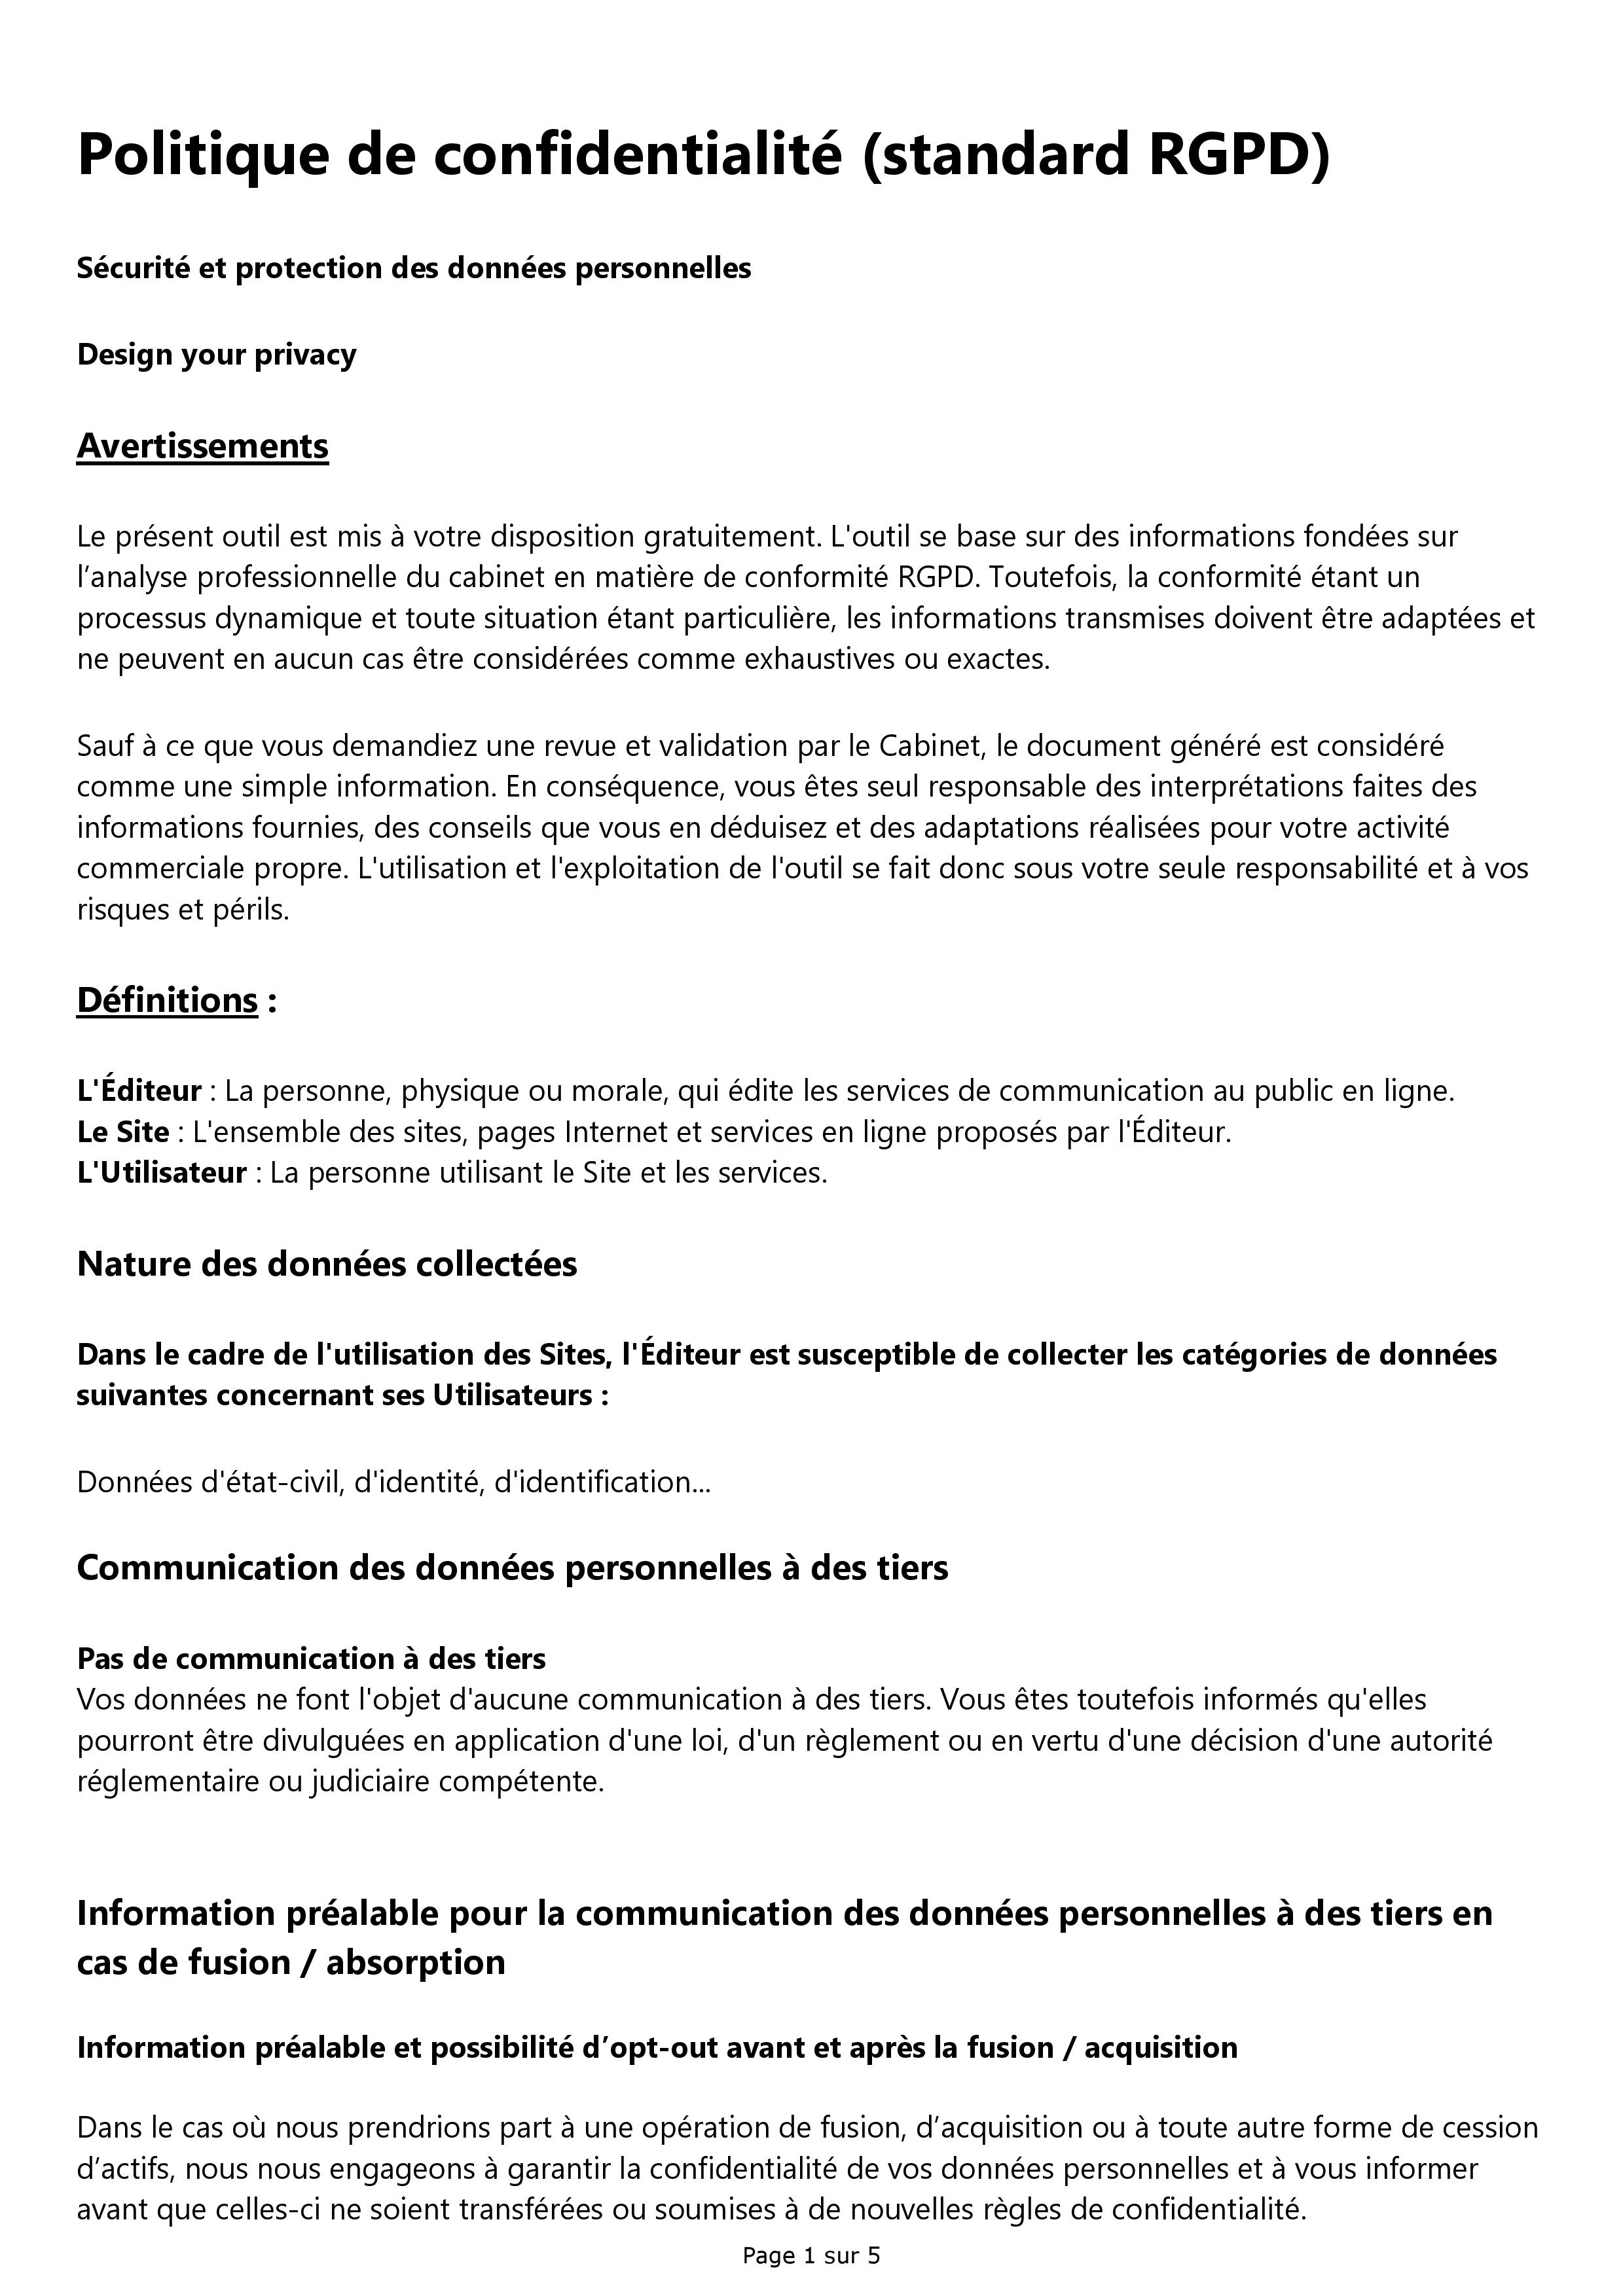 Politique de confidentialité (standard RGPD)
Sécurité et protection des données personnelles
Design your privacy
Avertissements
Le présent outil est mis à votre disposition gratuitement. L'outil se base sur des informations fondées sur
l’analyse professionnelle du cabinet en matière de conformité RGPD. Toutefois, la conformité étant un
processus dynamique et toute situation étant particulière, les informations transmises doivent être adaptées et
ne peuvent en aucun cas être considérées comme exhaustives ou exactes.
Sauf à ce que vous demandiez une revue et validation par le Cabinet, le document généré est considéré
comme une simple information. En conséquence, vous êtes seul responsable des interprétations faites des
informations fournies, des conseils que vous en déduisez et des adaptations réalisées pour votre activité
commerciale propre. L'utilisation et l'exploitation de l'outil se fait donc sous votre seule responsabilité et à vos
risques et périls.
Définitions :
L'Éditeur : La personne, physique ou morale, qui édite les services de communication au public en ligne.
Le Site : L'ensemble des sites, pages Internet et services en ligne proposés par l'Éditeur.
L'Utilisateur : La personne utilisant le Site et les services.
Nature des données collectées
Dans le cadre de l'utilisation des Sites, l'Éditeur est susceptible de collecter les catégories de données
suivantes concernant ses Utilisateurs :
Données d'état-civil, d'identité, d'identification...
Communication des données personnelles à des tiers
Pas de communication à des tiers
Vos données ne font l'objet d'aucune communication à des tiers. Vous êtes toutefois informés qu'elles
pourront être divulguées en application d'une loi, d'un règlement ou en vertu d'une décision d'une autorité
réglementaire ou judiciaire compétente.
Information préalable pour la communication des données personnelles à des tiers en
cas de fusion / absorption
Information préalable et possibilité d’opt-out avant et après la fusion / acquisition
Dans le cas où nous prendrions part à une opération de fusion, d’acquisition ou à toute autre forme de cession
d’actifs, nous nous engageons à garantir la confidentialité de vos données personnelles et à vous informer
avant que celles-ci ne soient transférées ou soumises à de nouvelles règles de confidentialité.
Page 1 sur 5